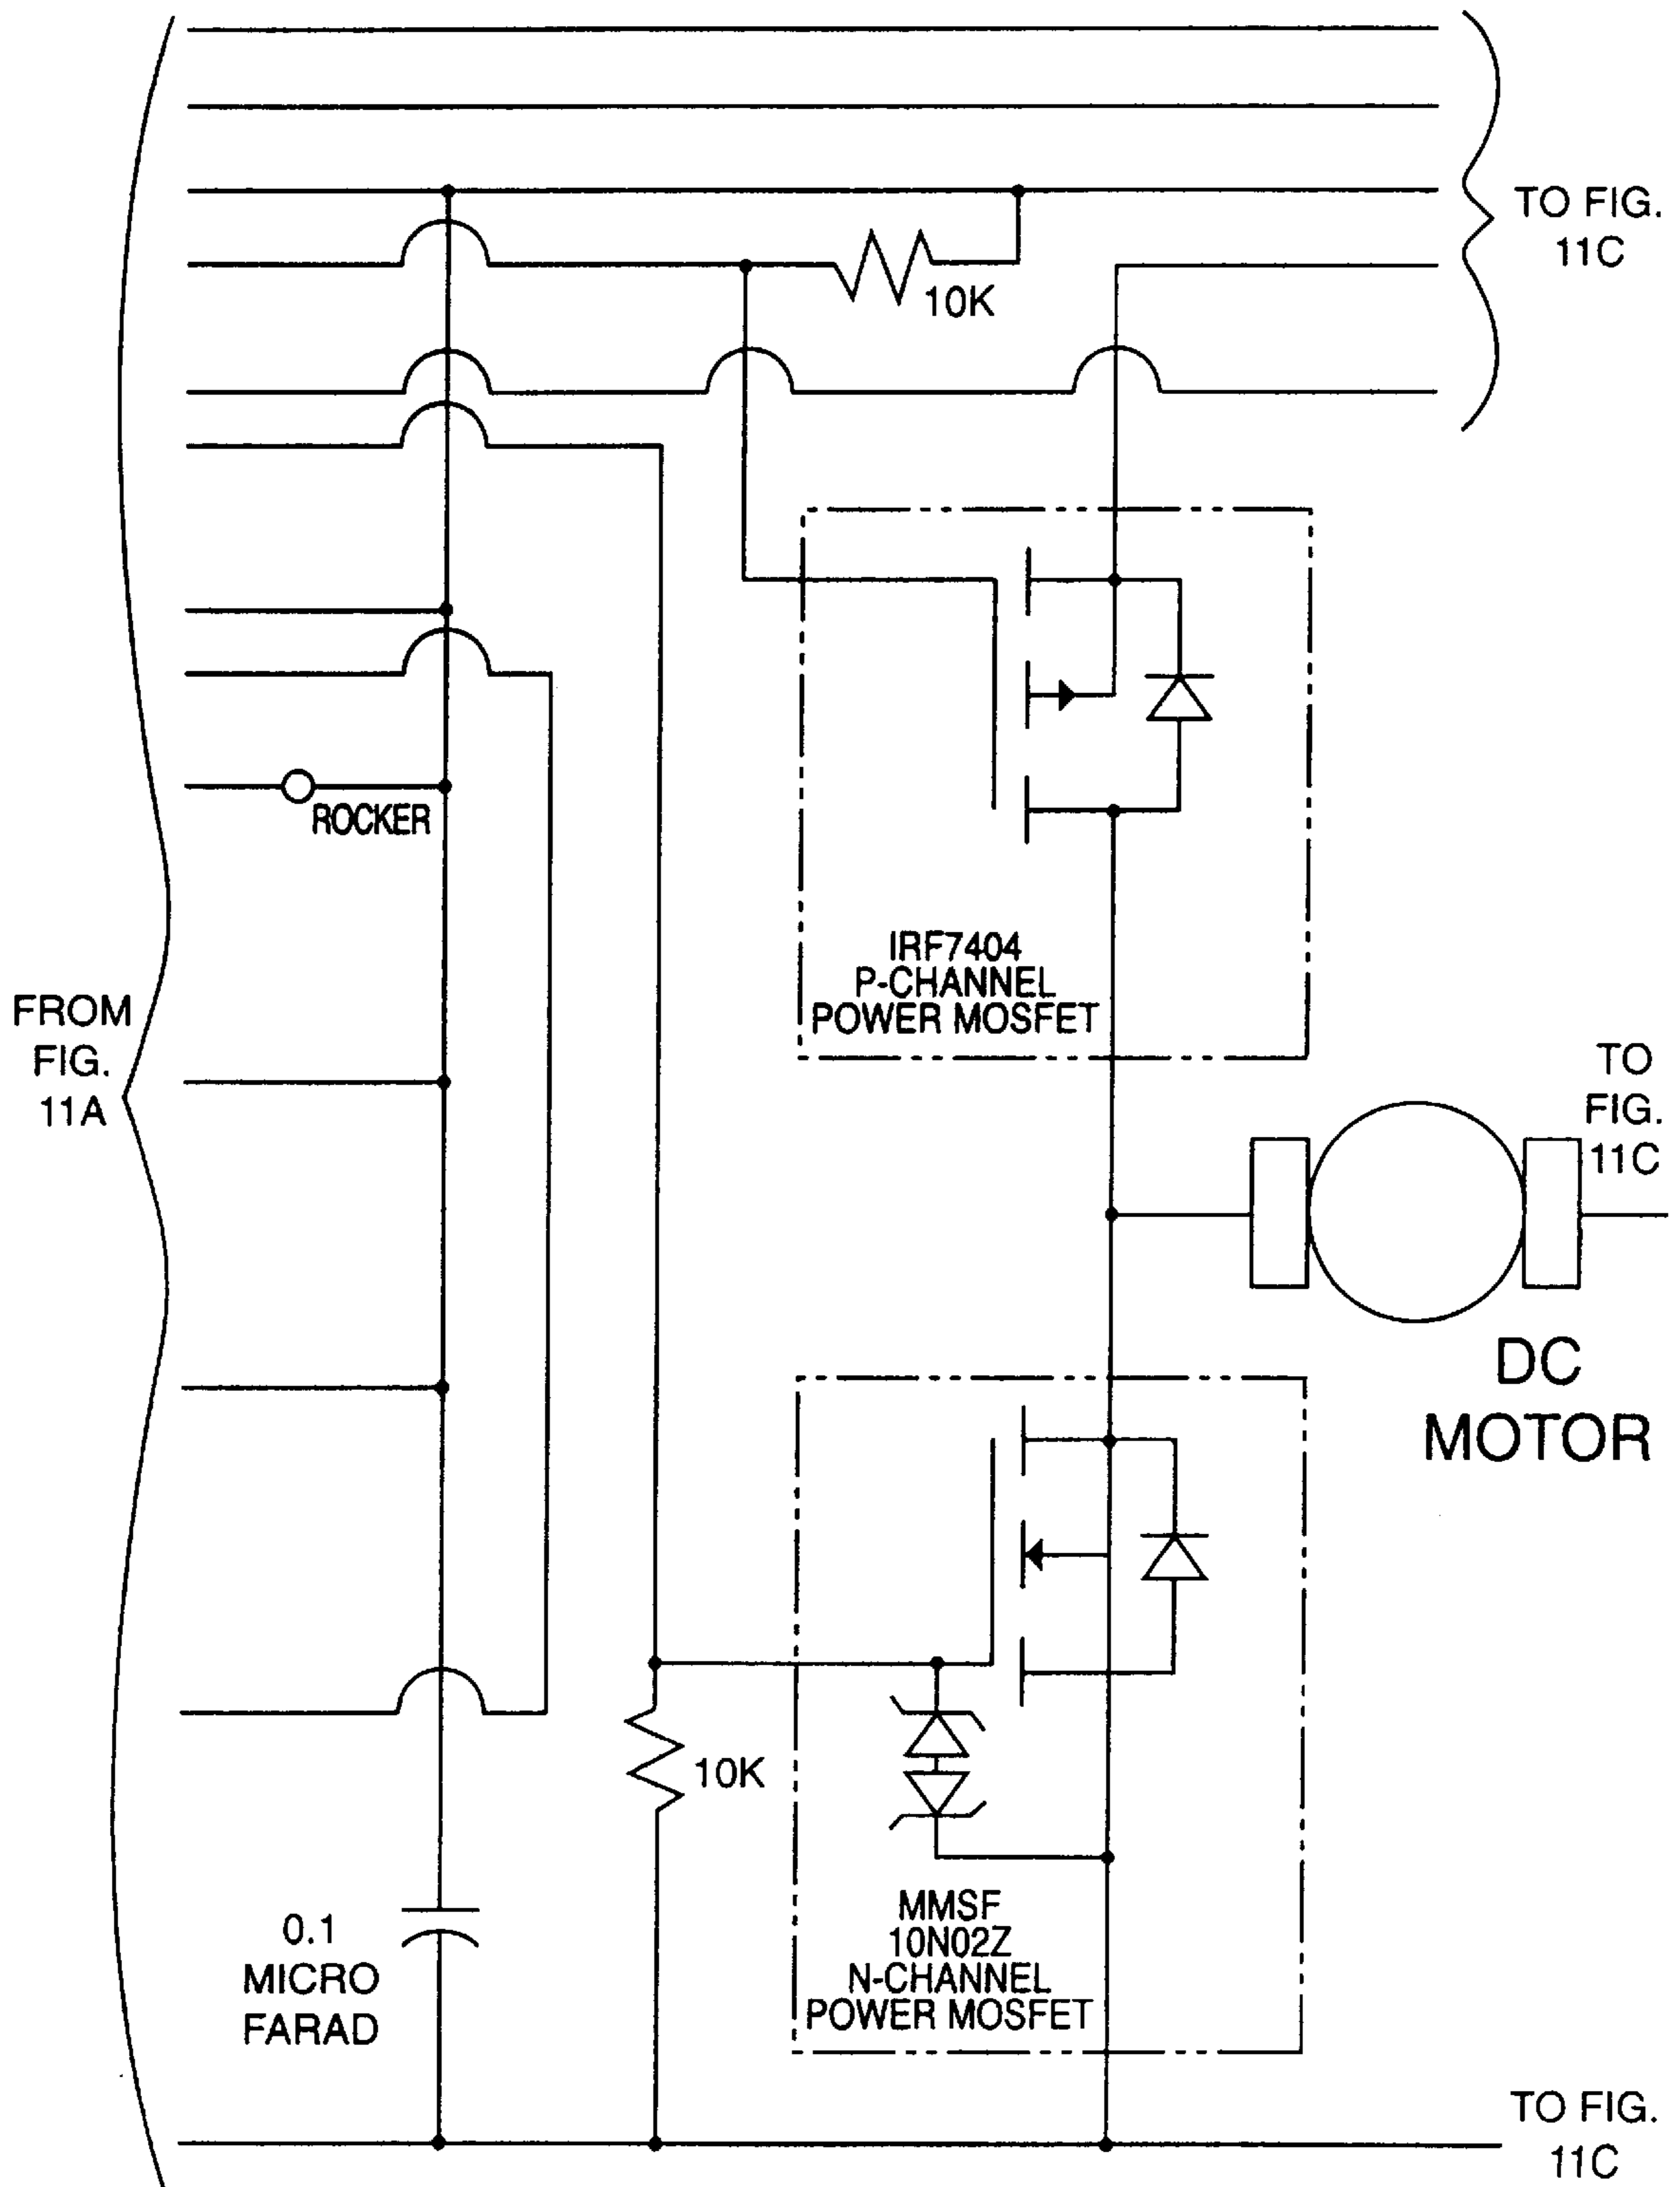 TO FIG.
11C
10K
ROCKER
IRF7404
P-CHANNEL
POWER MOSFET
FROM
FIG.
11A
TO
FIG.
11C
DC
MOTOR
10K
MMSF
10N02Z
N-CHANNEL
POWER MOSFET
0.1
MICRO
FARAD
TO FIG.
11C